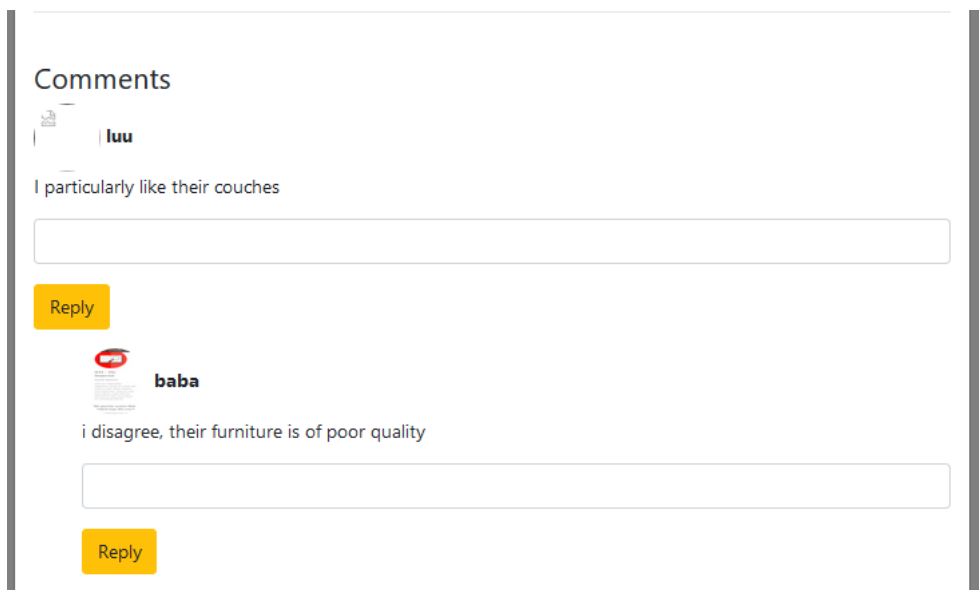 Comments
luu
I particularly like their couches
Reply
baba
i disagree, their furniture is of poor quality
Reply